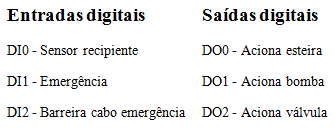 Entradas digitais Saídas digitais
DI0 - Sensor recipiente DO0 - Aciona esteira
DI1 - Emergência DO1 - Aciona bomba
DI2 - Barreira cabo emergência DO2 - Aciona válvula